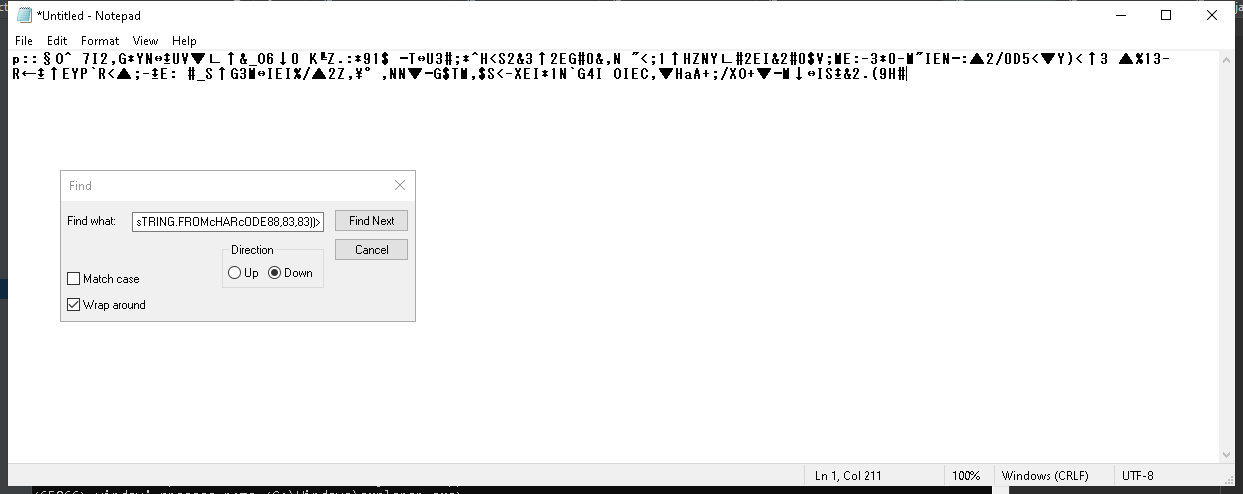 *Untitled - Notepad
File Edit Format View Help
p::§O^ 7I2,G*YN⇔±UV▼∟↑&_O6↓O K╚Z.:*91$ -T⇔U3#;*^H<S2&3↑2EG#O&,N ~<;1↑HZNY∟#2EI&2#O$V;ME:-3*O-M"IEN-:▲2/OD5<▼Y)<↑3 ▲%13-
R←±↑EYP`R<▲;-±E: #_S↑G3M⇔IEI%/▲2Z,¥° ,NN▼-G$TM,$S<-XEI*1N`G4I OIEC,▼HaA+;/XO+▼-M↓⇔IS±&2.(9H#
Find
Find what: sTRING.FROMcHARcODE88,83,83))> Find Next
Direction Cancel
Up Down
Match case
Wrap around
Ln 1, Col 211 100% Windows (CRLF) UTF-8